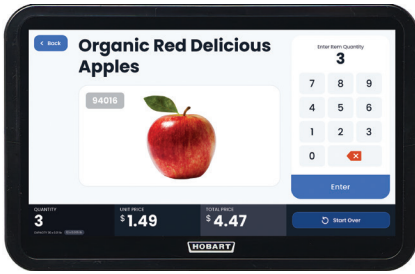 < Back
Organic Red Delicious
Apples
94016
Enter Item Quantity
3
7 8 9
4 5 6
1 2 3
0
Enter
QUANTITY
3
UNIT PRICE
$1.49
TOTAL PRICE
$4.47
Start Over
HOBART